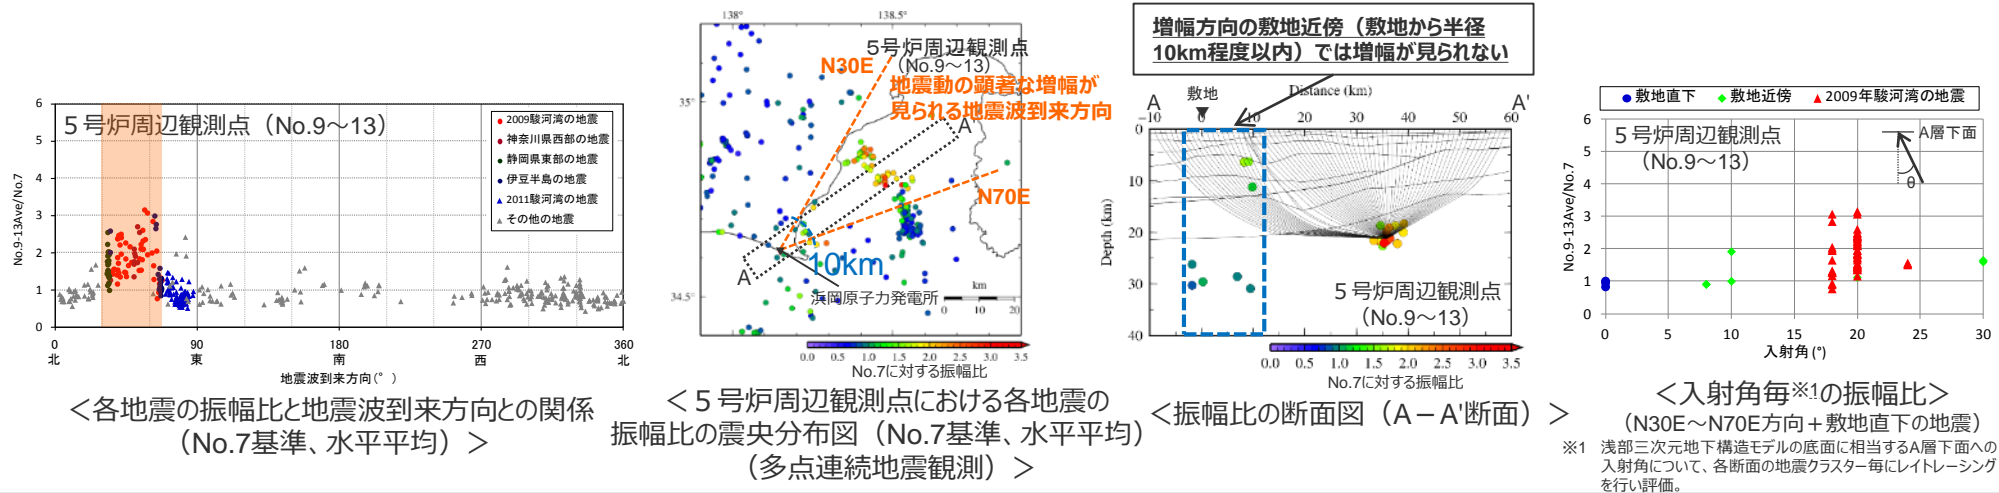 6
5
4
3
2
1
0
No.9-13Ave/No.7
5号炉周辺観測点（No.9～13）
2009駿河湾の地震
神奈川県西部の地震
静岡県東部の地震
伊豆半島の地震
2011駿河湾の地震
その他の地震
0 90 180 270 360
北 東 南 西 北
地震波到来方向（°）
＜各地震の振幅比と地震波到来方向との関係
（No.7基準、水平平均）＞
138° 138.5°
35°
34.5°
5号炉周辺観測点
（No.9～13）
N30E
地震動の顕著な増幅が
見られる地震波到来方向
A'
N70E
A
10km
浜岡原子力発電所
km
0 10 20
0.0 0.5 1.0 1.5 2.0 2.5 3.0 3.5
No.7に対する振幅比
＜5号炉周辺観測点における各地震の
振幅比の震央分布図（No.7基準、水平平均）
（多点連続地震観測）＞
増幅方向の敷地近傍（敷地から半径
10km程度以内）では増幅が見られない
A 敷地 Distance (km) A'
-10 0 10 20 30 40 50 60
0
10
20
30
40
Depth (km)
5号炉周辺観測点
（No.9～13）
0.0 0.5 1.0 1.5 2.0 2.5 3.0 3.5
No.7に対する振幅比
＜振幅比の断面図（A－A'断面）＞
敷地直下 敷地近傍 2009年駿河湾の地震
6
5
4
3
2
1
0
No.9-13Ave/No.7
5号炉周辺観測点
（No.9～13）
A層下面
θ
0 5 10 15 20 25 30
入射角(°)
＜入射角毎※1の振幅比＞
（N30E～N70E方向＋敷地直下の地震）
※1 浅部三次元地下構造モデルの底面に相当するA層下面への
入射角について、各断面の地震クラスター毎にレイトレーシング
を行い評価。